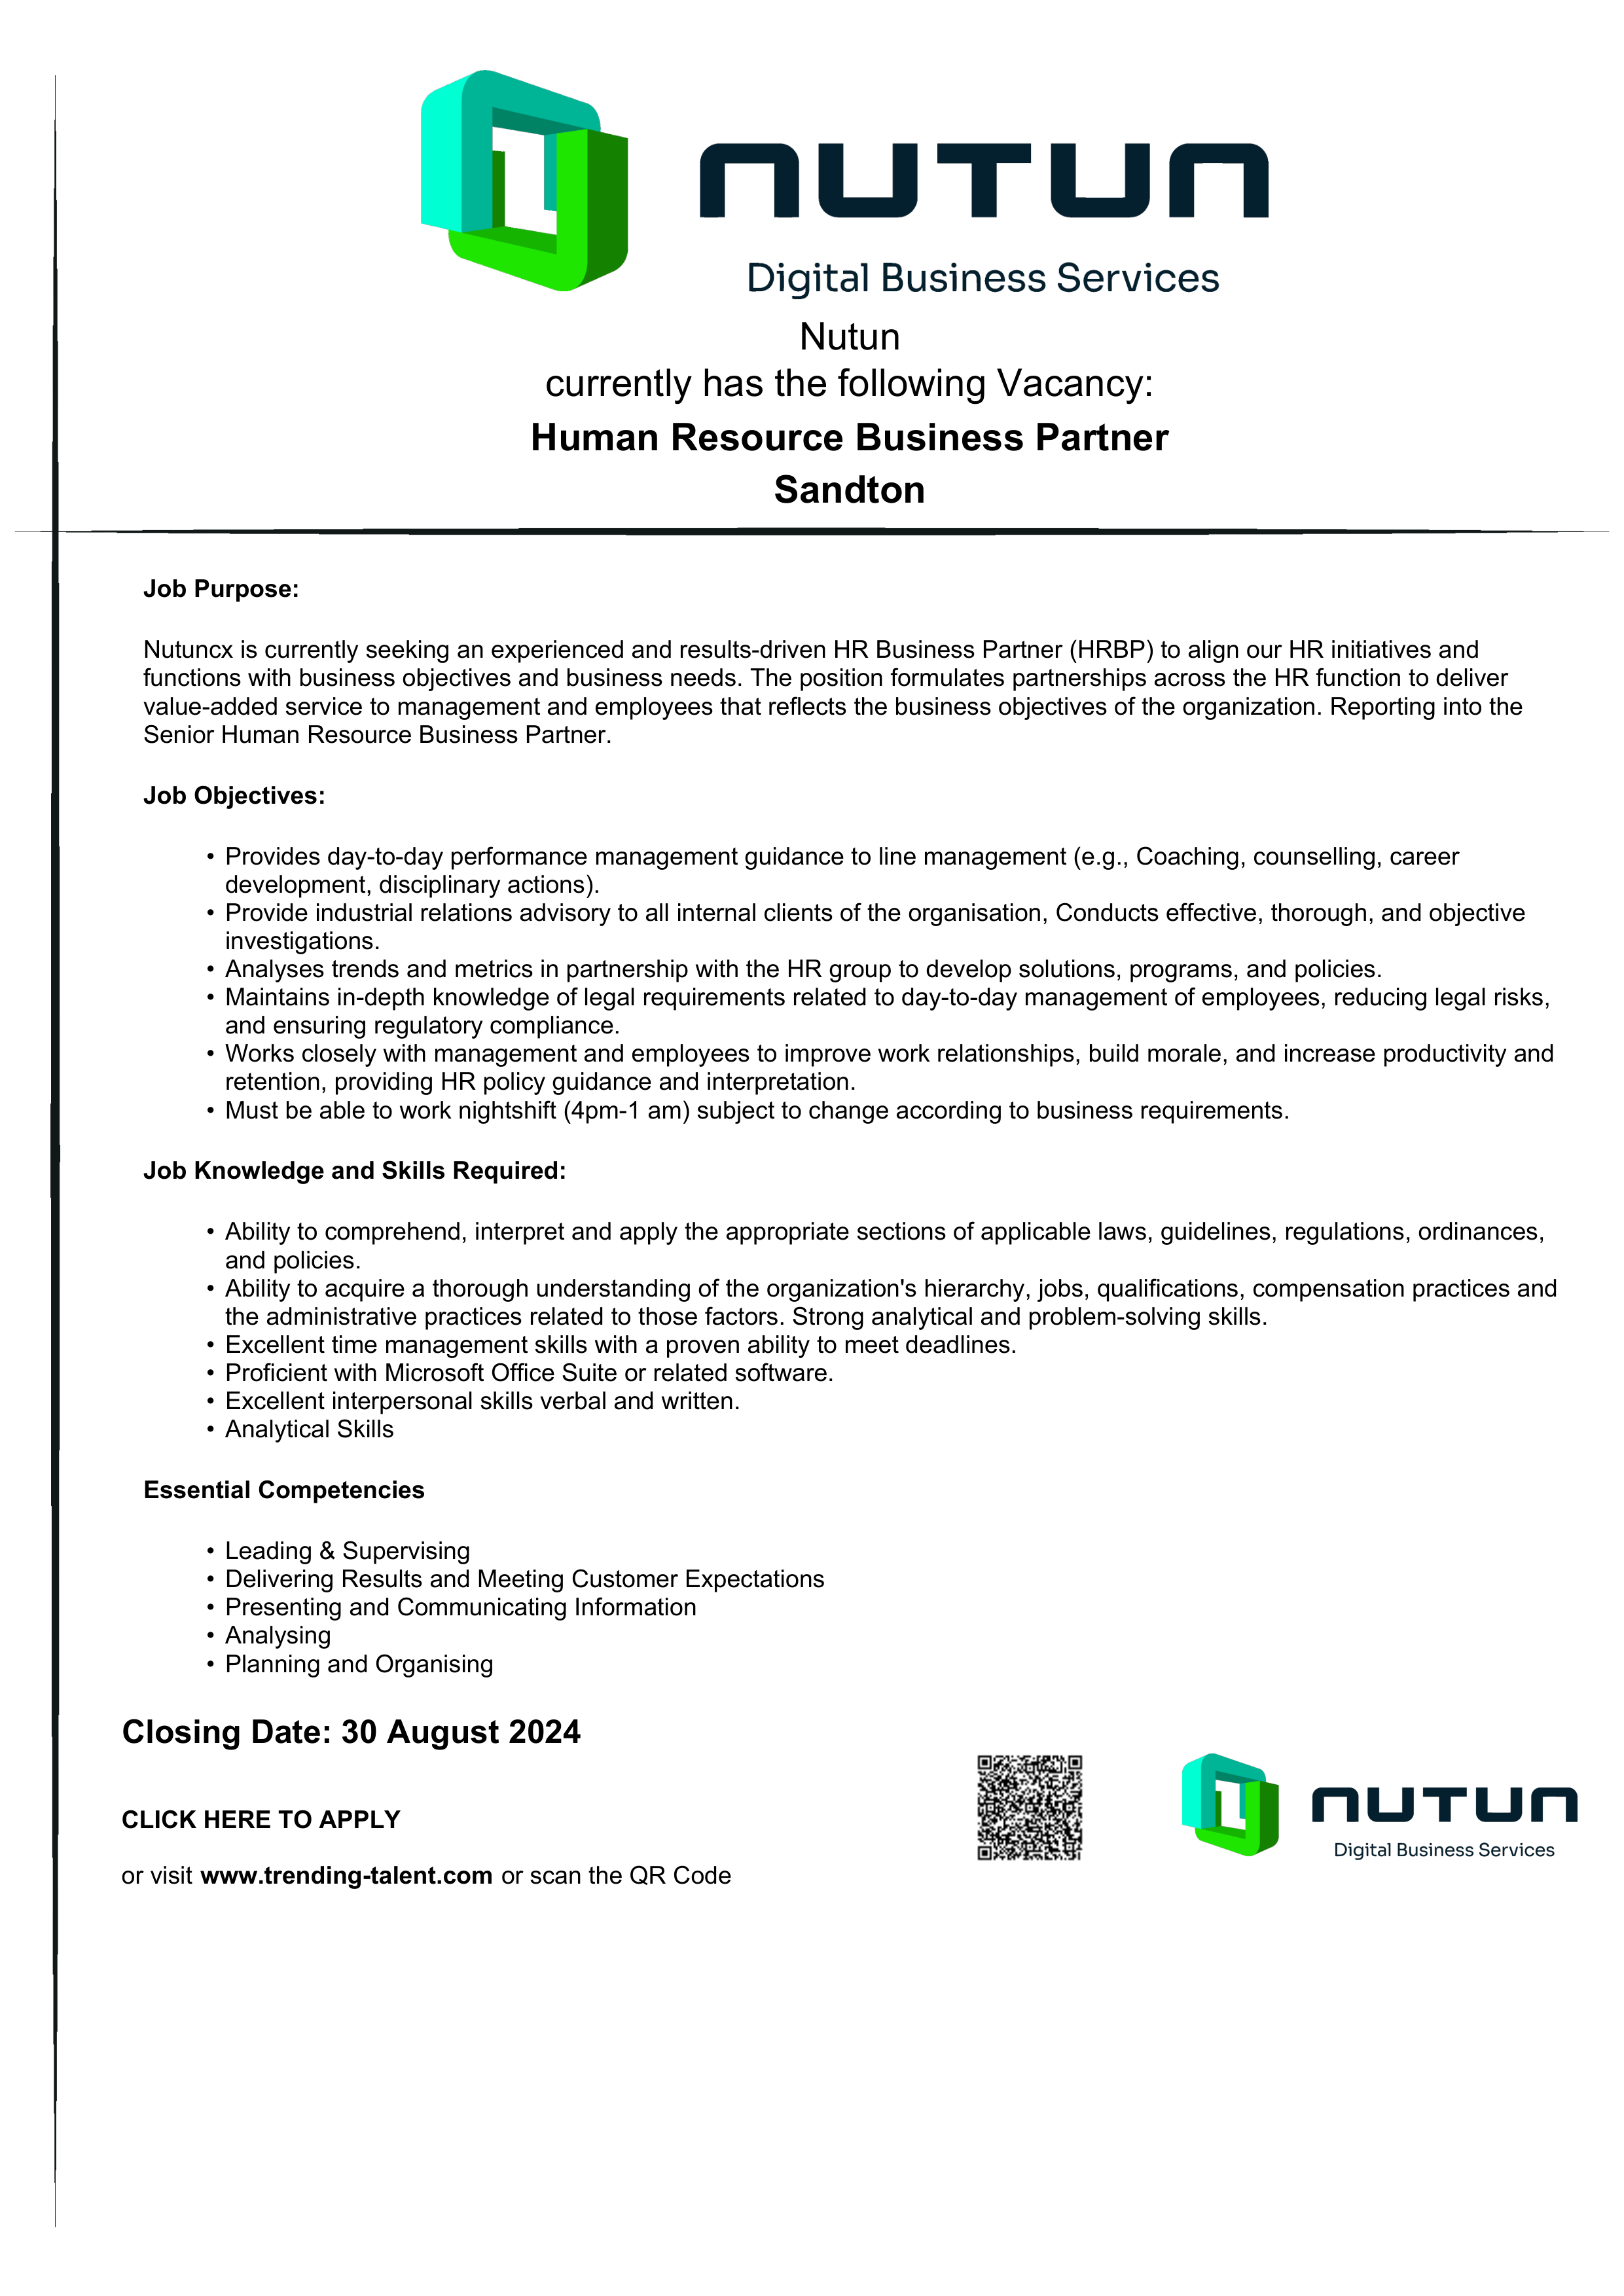 NUTUN
Digital Business Services
Nutun
currently has the following Vacancy:
Human Resource Business Partner
Sandton
Job Purpose:
Nutuncx is currently seeking an experienced and results-driven HR Business Partner (HRBP) to align our HR initiatives and
functions with business objectives and business needs. The position formulates partnerships across the HR function to deliver
value-added service to management and employees that reflects the business objectives of the organization. Reporting into the
Senior Human Resource Business Partner.
Job Objectives:
• Provides day-to-day performance management guidance to line management (e.g., Coaching, counselling, career
development, disciplinary actions).
• Provide industrial relations advisory to all internal clients of the organisation, Conducts effective, thorough, and objective
investigations.
• Analyses trends and metrics in partnership with the HR group to develop solutions, programs, and policies.
• Maintains in-depth knowledge of legal requirements related to day-to-day management of employees, reducing legal risks,
and ensuring regulatory compliance.
• Works closely with management and employees to improve work relationships, build morale, and increase productivity and
retention, providing HR policy guidance and interpretation.
• Must be able to work nightshift (4pm-1 am) subject to change according to business requirements.
Job Knowledge and Skills Required:
• Ability to comprehend, interpret and apply the appropriate sections of applicable laws, guidelines, regulations, ordinances,
and policies.
• Ability to acquire a thorough understanding of the organization's hierarchy, jobs, qualifications, compensation practices and
the administrative practices related to those factors. Strong analytical and problem-solving skills.
• Excellent time management skills with a proven ability to meet deadlines.
• Proficient with Microsoft Office Suite or related software.
• Excellent interpersonal skills verbal and written.
• Analytical Skills
Essential Competencies
• Leading & Supervising
• Delivering Results and Meeting Customer Expectations
• Presenting and Communicating Information
• Analysing
• Planning and Organising
Closing Date: 30 August 2024
CLICK HERE TO APPLY
or visit www.trending-talent.com or scan the QR Code
NUTUN
Digital Business Services